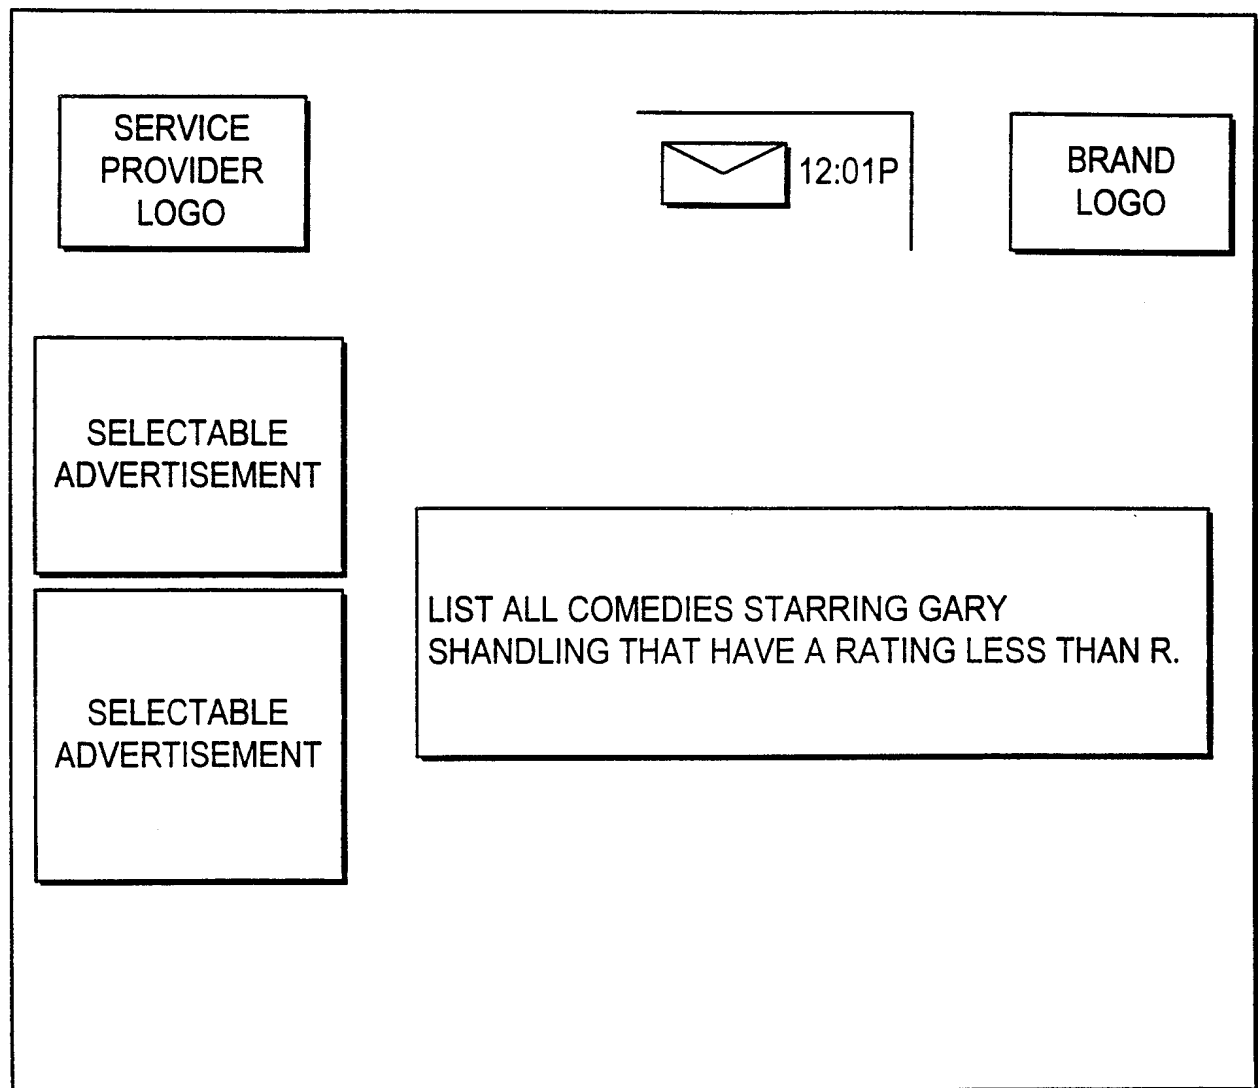 SERVICE
PROVIDER
LOGO
12:01P
BRAND
LOGO
SELECTABLE
ADVERTISEMENT
LIST ALL COMEDIES STARRING GARY
SHANDLING THAT HAVE A RATING LESS THAN R.
SELECTABLE
ADVERTISEMENT